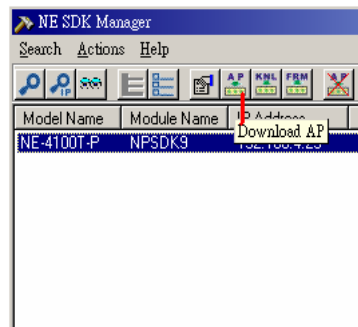 NE SDK Manager
Search Actions Help
AP KNL FRM AP
Model Name Module Name IP Address
Download AP
NE-4100T-P NPSDK9